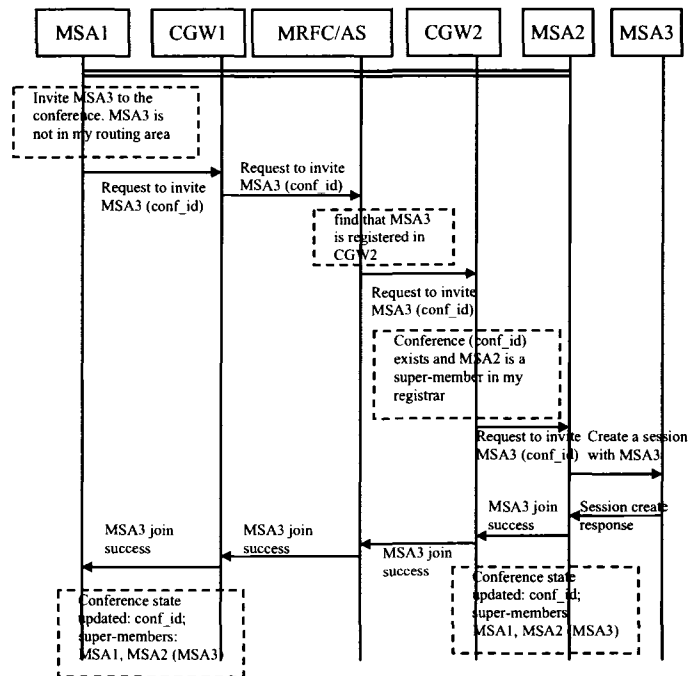 MSA1
CGW1
MRFC/AS
CGW2
MSA2
MSA3
Invite MSA3 to the
conference. MSA3 is
not in my routing area
Request to invite
MSA3 (conf_id)
Request to invite
MSA3 (conf_id)
find that MSA3
is registered in
CGW2
Request to invite
MSA3 (conf_id)
Conference (conf_id)
exists and MSA2 is a
super-member in my
registrar
Request to invite
MSA3 (conf_id)
Create a session
with MSA3
Session create
response
MSA3 join
success
MSA3 join
success
MSA3 join
success
MSA3 join
success
Conference state
updated: conf_id;
super-members
MSA1, MSA2 (MSA3)
Conference state
updated: conf_id;
super-members:
MSA1, MSA2 (MSA3)